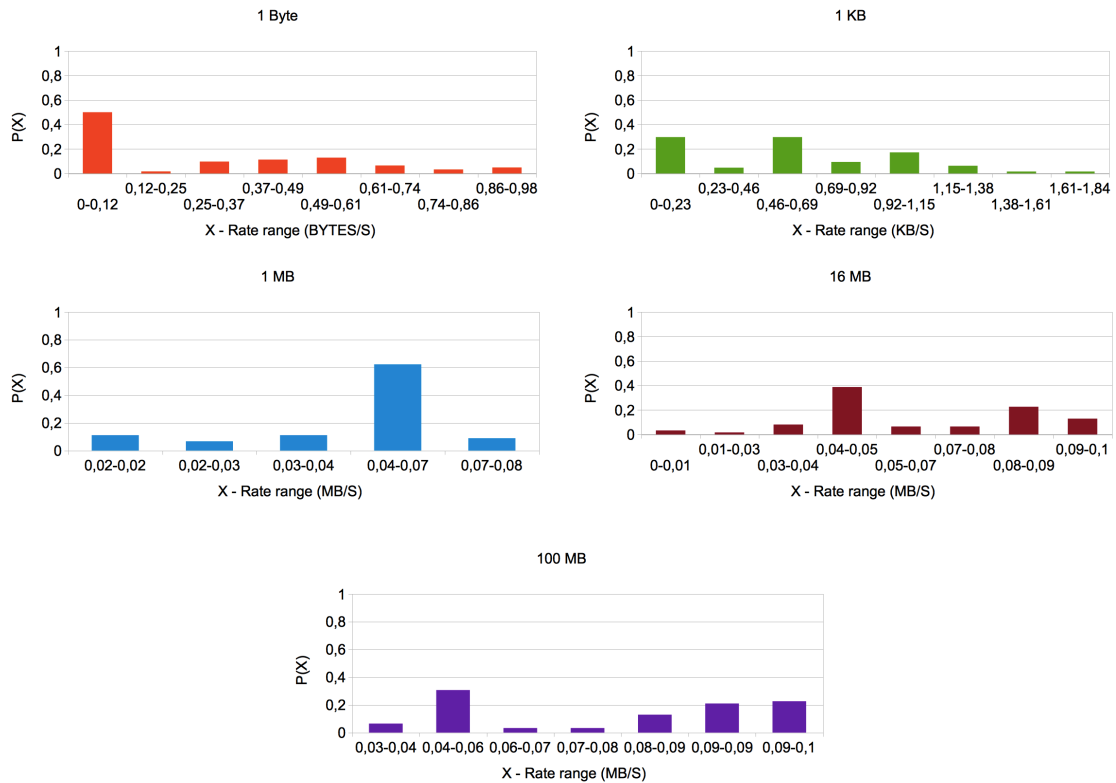 1 Byte
1
0,8
0,6
0,4
0,2
0
P(X)
0,12-0,25 0,37-0,49 0,61-0,74 0,86-0,98
0-0,12 0,25-0,37 0,49-0,61 0,74-0,86
X - Rate range (BYTES/S)
1 KB
1
0,8
0,6
0,4
0,2
0
P(X)
0,23-0,46 0,69-0,92 1,15-1,38 1,61-1,84
0-0,23 0,46-0,69 0,92-1,15 1,38-1,61
X - Rate range (KB/S)
1 MB
1
0,8
0,6
0,4
0,2
0
P(X)
0,02-0,02 0,02-0,03 0,03-0,04 0,04-0,07 0,07-0,08
X - Rate range (MB/S)
16 MB
1
0,8
0,6
0,4
0,2
0
P(X)
0,01-0,03 0,04-0,05 0,07-0,08 0,09-0,1
0-0,01 0,03-0,04 0,05-0,07 0,08-0,09
X - Rate range (MB/S)
100 MB
1
0,8
0,6
0,4
0,2
0
P(X)
0,03-0,04 0,04-0,06 0,06-0,07 0,07-0,08 0,08-0,09 0,09-0,09 0,09-0,1
X - Rate range (MB/S)